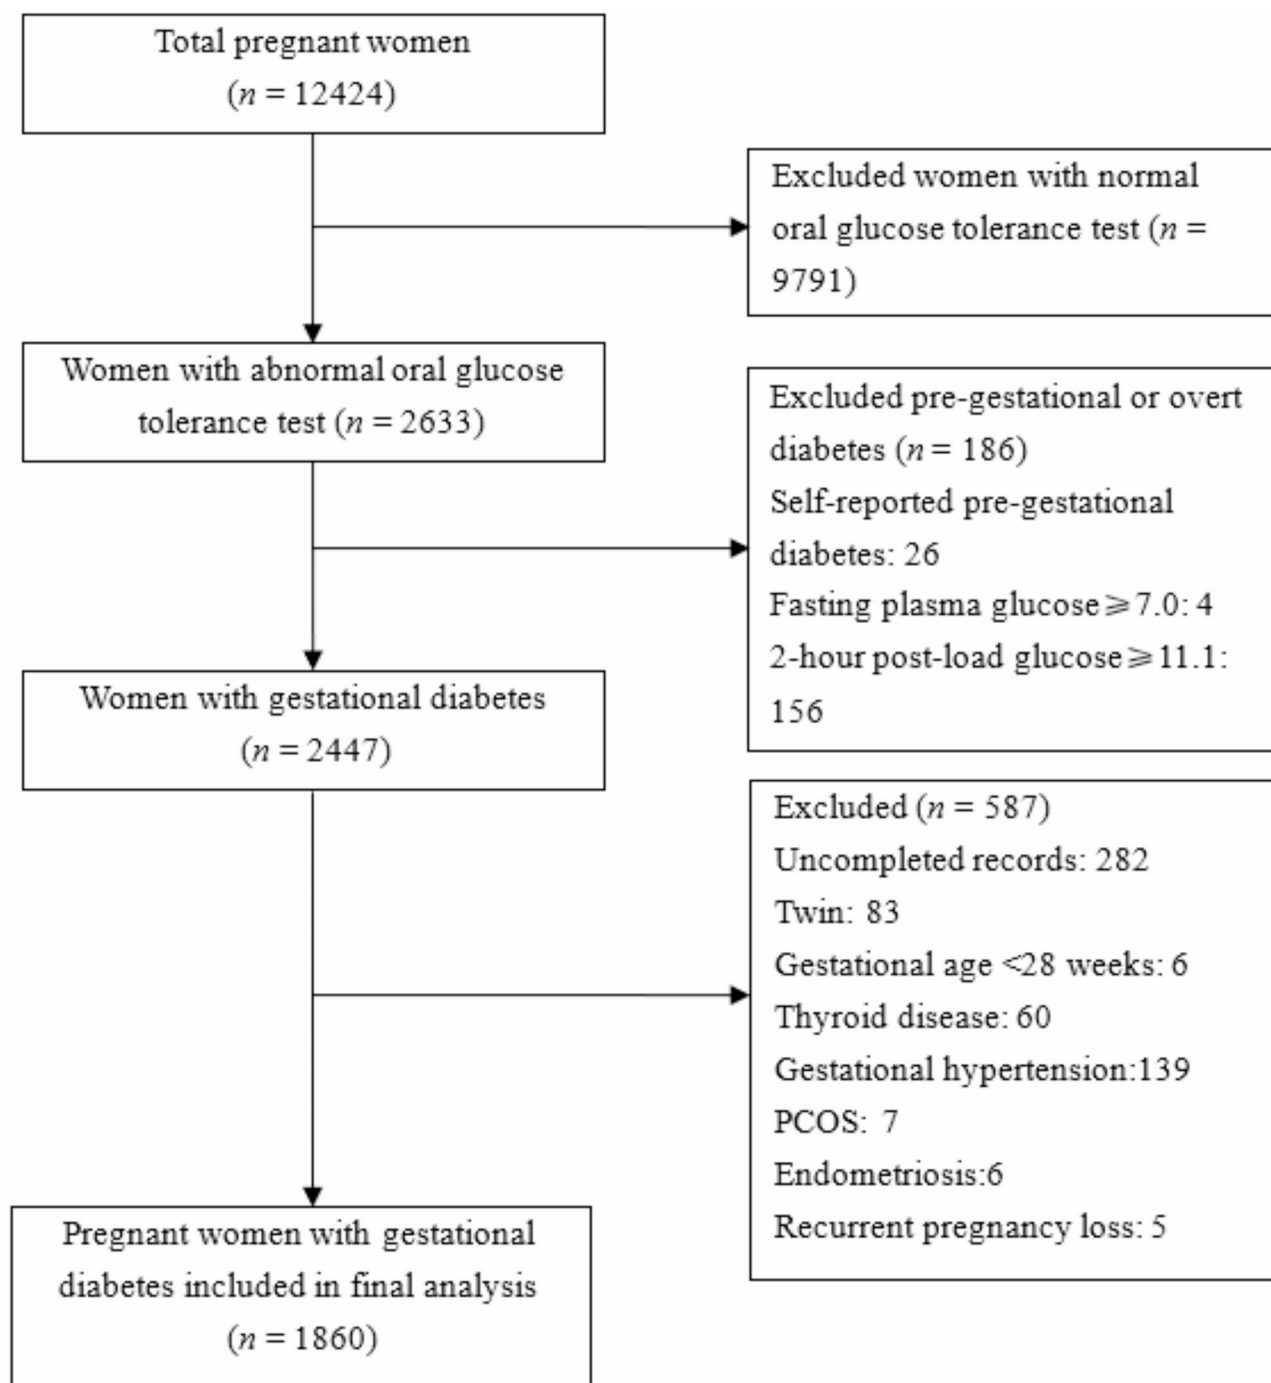 Total pregnant women
(n = 12424)
Excluded women with normal
oral glucose tolerance test (n =
9791)
Women with abnormal oral glucose
tolerance test (n = 2633)
Excluded pre-gestational or overt
diabetes (n = 186)
Self-reported pre-gestational
diabetes: 26
Fasting plasma glucose⩾7.0: 4
2-hour post-load glucose⩾11.1:
156
Women with gestational diabetes
(n = 2447)
Excluded (n = 587)
Uncompleted records: 282
Twin: 83
Gestational age <28 weeks: 6
Thyroid disease: 60
Gestational hypertension:139
PCOS: 7
Endometriosis:6
Recurrent pregnancy loss: 5
Pregnant women with gestational
diabetes included in final analysis
(n = 1860)